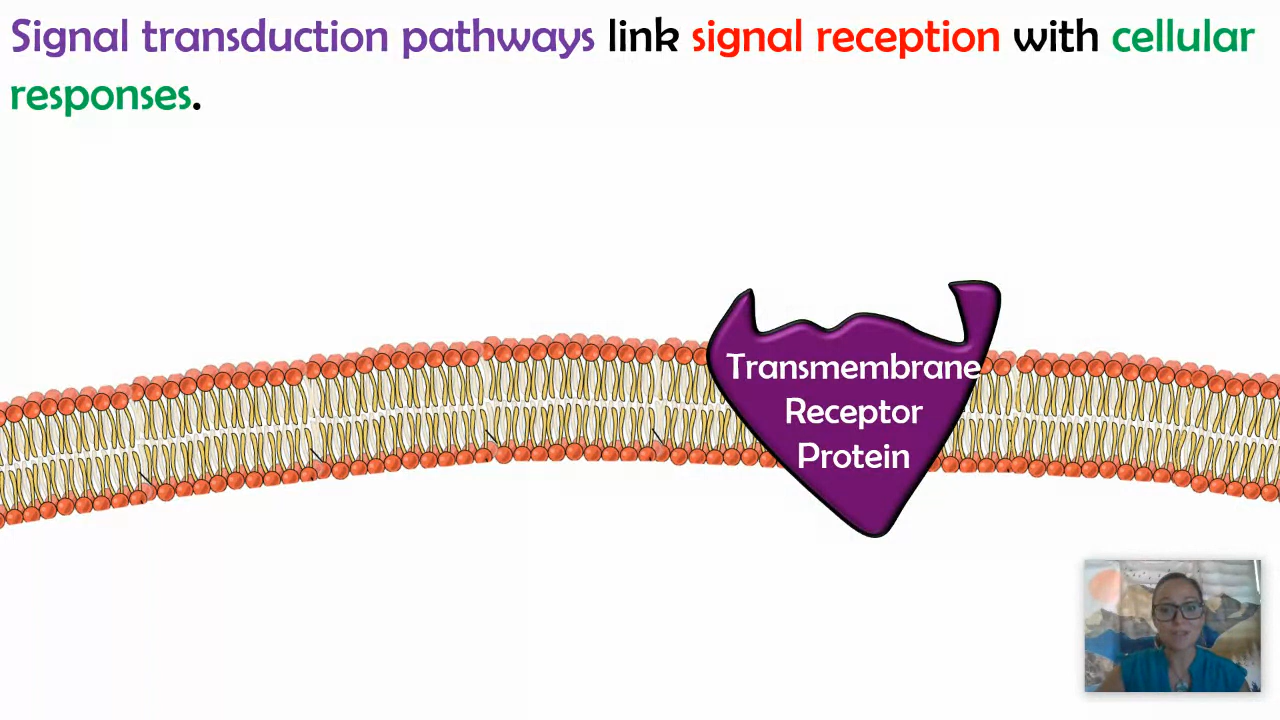 Signal transduction pathways link signal reception with cellular
responses.
Transmembrane
Receptor
Protein